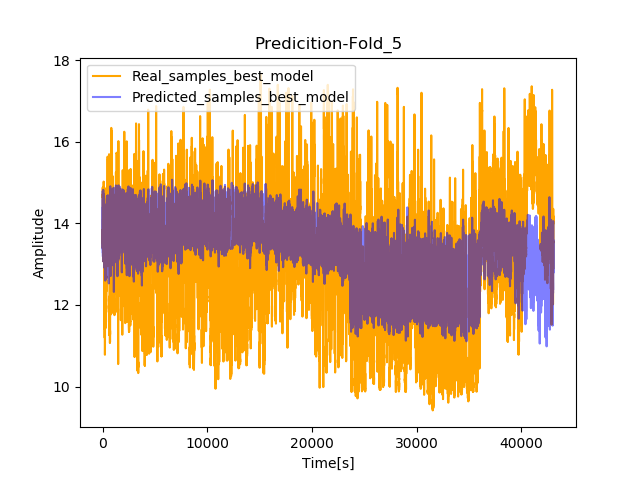 Predicition-Fold_5
Real_samples_best_model
Predicted_samples_best_model
18
16
14
12
10
Amplitude
0
10000
20000
30000
40000
Time[s]